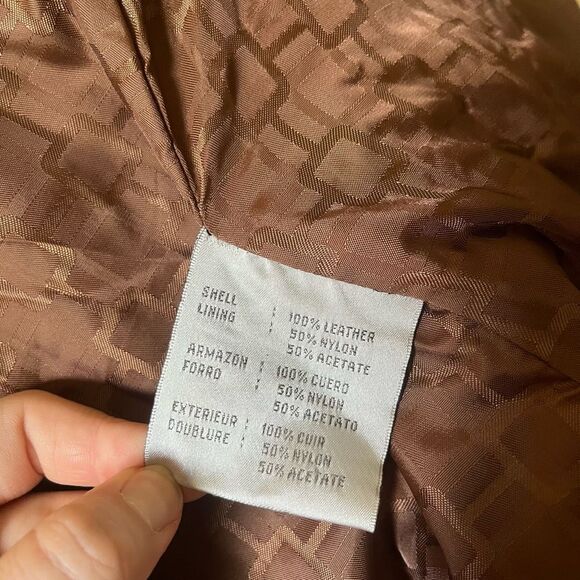 SHELL : 100% LEATHER
LINING : 50% NYLON
50% ACETATE
ARMAZON : 100% CUERO
FORRO : 50% NYLON
50% ACETATO
EXTERIEUR : 100% CUIR
DOUBLURE : 50% NYLON
50% ACETATE